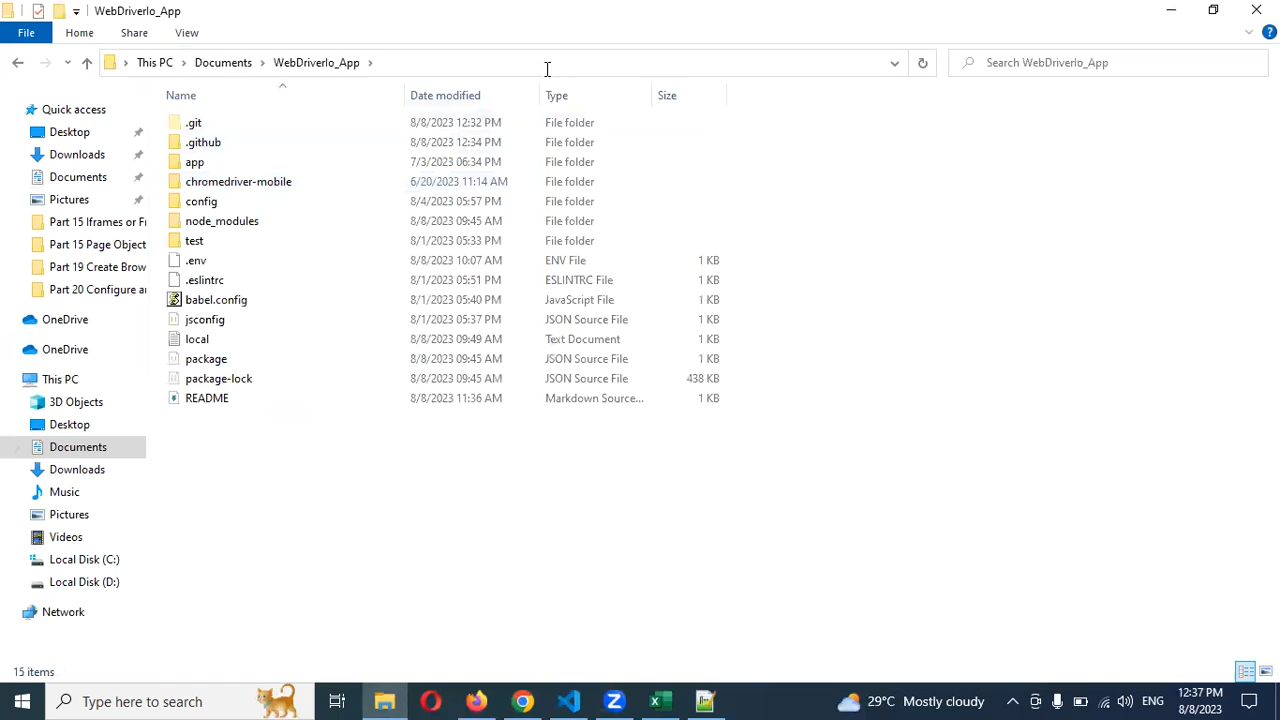 WebDriverIo_App
File Home Share View
This PC Documents WebDriverIo_App Search WebDriverIo_App
Name Date modified Type Size
Quick access
Desktop
Downloads
Documents
Pictures
Part 15 Iframes or Fr
Part 15 Page Object
Part 19 Create Brow
Part 20 Configure ar
OneDrive
OneDrive
This PC
3D Objects
Desktop
Documents
Downloads
Music
Pictures
Videos
Local Disk (C:)
Local Disk (D:)
Network
.git 8/8/2023 12:32 PM File folder
.github 8/8/2023 12:34 PM File folder
app 7/3/2023 06:34 PM File folder
chromedriver-mobile 6/20/2023 11:14 AM File folder
config 8/4/2023 05:57 PM File folder
node_modules 8/8/2023 09:45 AM File folder
test 8/1/2023 05:33 PM File folder
.env 8/8/2023 10:07 AM ENV File 1 KB
.eslintrc 8/1/2023 05:51 PM ESLINTRC File 1 KB
babel.config 8/1/2023 05:40 PM JavaScript File 1 KB
jsconfig 8/1/2023 05:37 PM JSON Source File 1 KB
local 8/8/2023 09:49 AM Text Document 1 KB
package 8/8/2023 09:45 AM JSON Source File 1 KB
package-lock 8/8/2023 09:45 AM JSON Source File 438 KB
README 8/8/2023 11:36 AM Markdown Source... 1 KB
15 items
Type here to search 29°C Mostly cloudy ENG 12:37 PM
8/8/2023